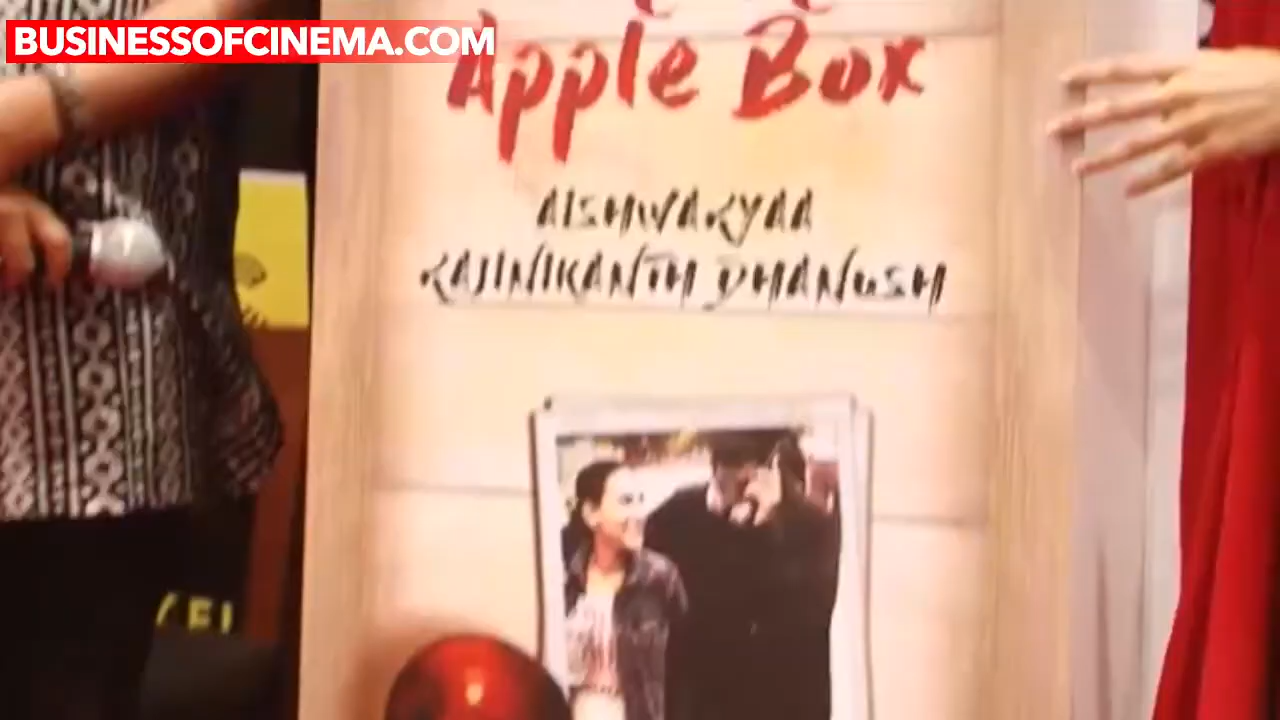 BUSINESSOFCINEMA.COM
Apple Box
AISHWARYAA
RAJINIKANTH DHANUSH